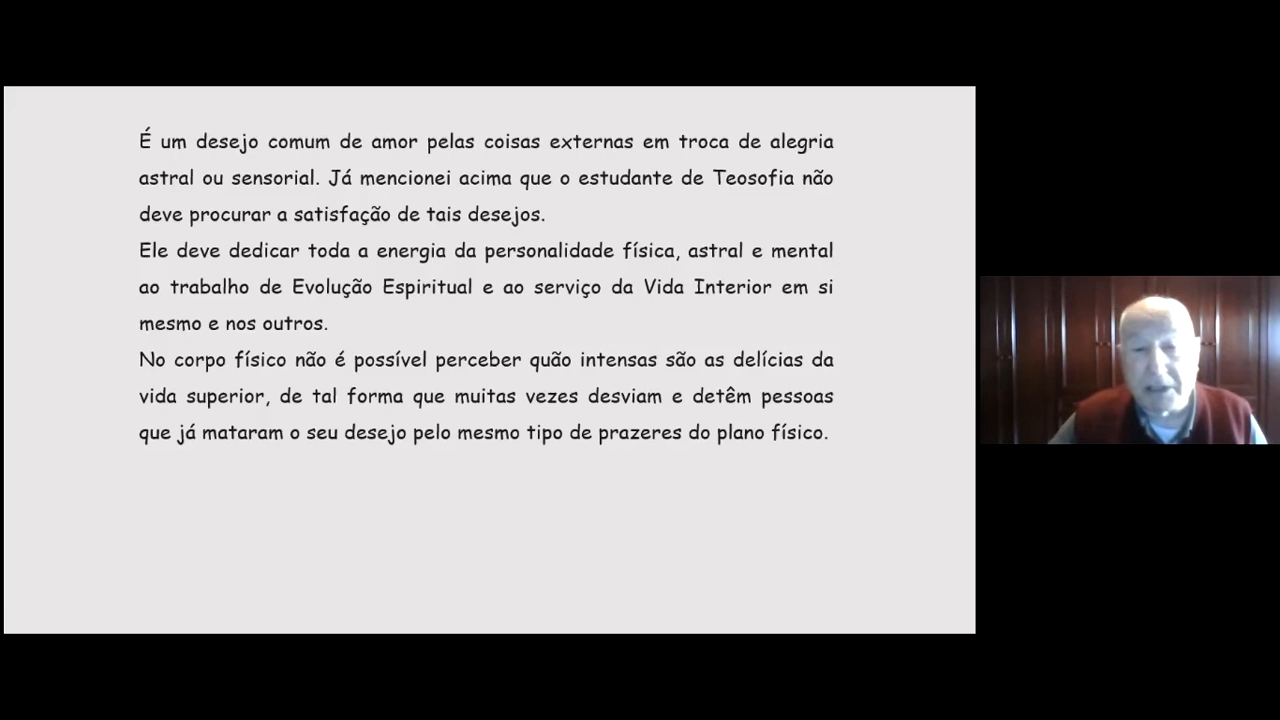 É um desejo comum de amor pelas coisas externas em troca de alegria
astral ou sensorial. Já mencionei acima que o estudante de Teosofia não
deve procurar a satisfação de tais desejos.
Ele deve dedicar toda a energia da personalidade física, astral e mental
ao trabalho de Evolução Espiritual e ao serviço da Vida Interior em si
mesmo e nos outros.
No corpo físico não é possível perceber quão intensas são as delícias da
vida superior, de tal forma que muitas vezes desviam e detêm pessoas
que já mataram o seu desejo pelo mesmo tipo de prazeres do plano físico.